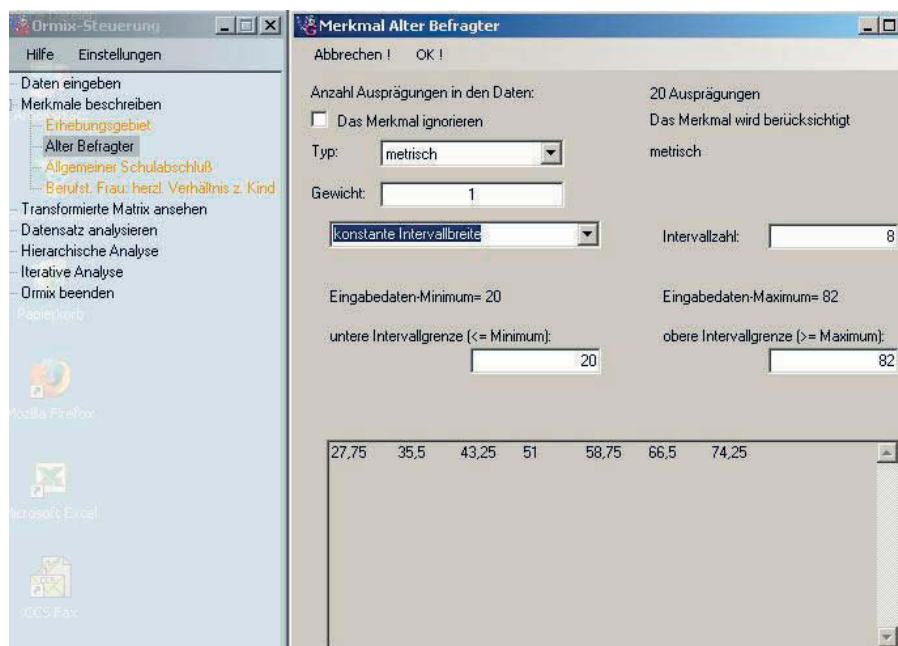 Ormix-Steuerung
Hilfe Einstellungen
Daten eingeben
Merkmale beschreiben
Erhebungsgebiet
Alter Befragter
Allgemeiner Schulabschluß
Berufst. Frau: herzl. Verhältnis z. Kind
Transformierte Matrix ansehen
Datensatz analysieren
Hierarchische Analyse
Iterative Analyse
Ormix beenden
Papierkorb
Mozilla Firefox
Microsoft Excel
CCS Fax
Merkmal Alter Befragter
Abbrechen ! OK !
Anzahl Ausprägungen in den Daten: 20 Ausprägungen
Das Merkmal ignorieren Das Merkmal wird berücksichtigt
Typ: metrisch metrisch
Gewicht: 1
konstante Intervallbreite Intervallzahl: 8
Eingabedaten-Minimum= 20 Eingabedaten-Maximum= 82
untere Intervallgrenze (<= Minimum): obere Intervallgrenze (>= Maximum):
20 82
27,75 35,5 43,25 51 58,75 66,5 74,25